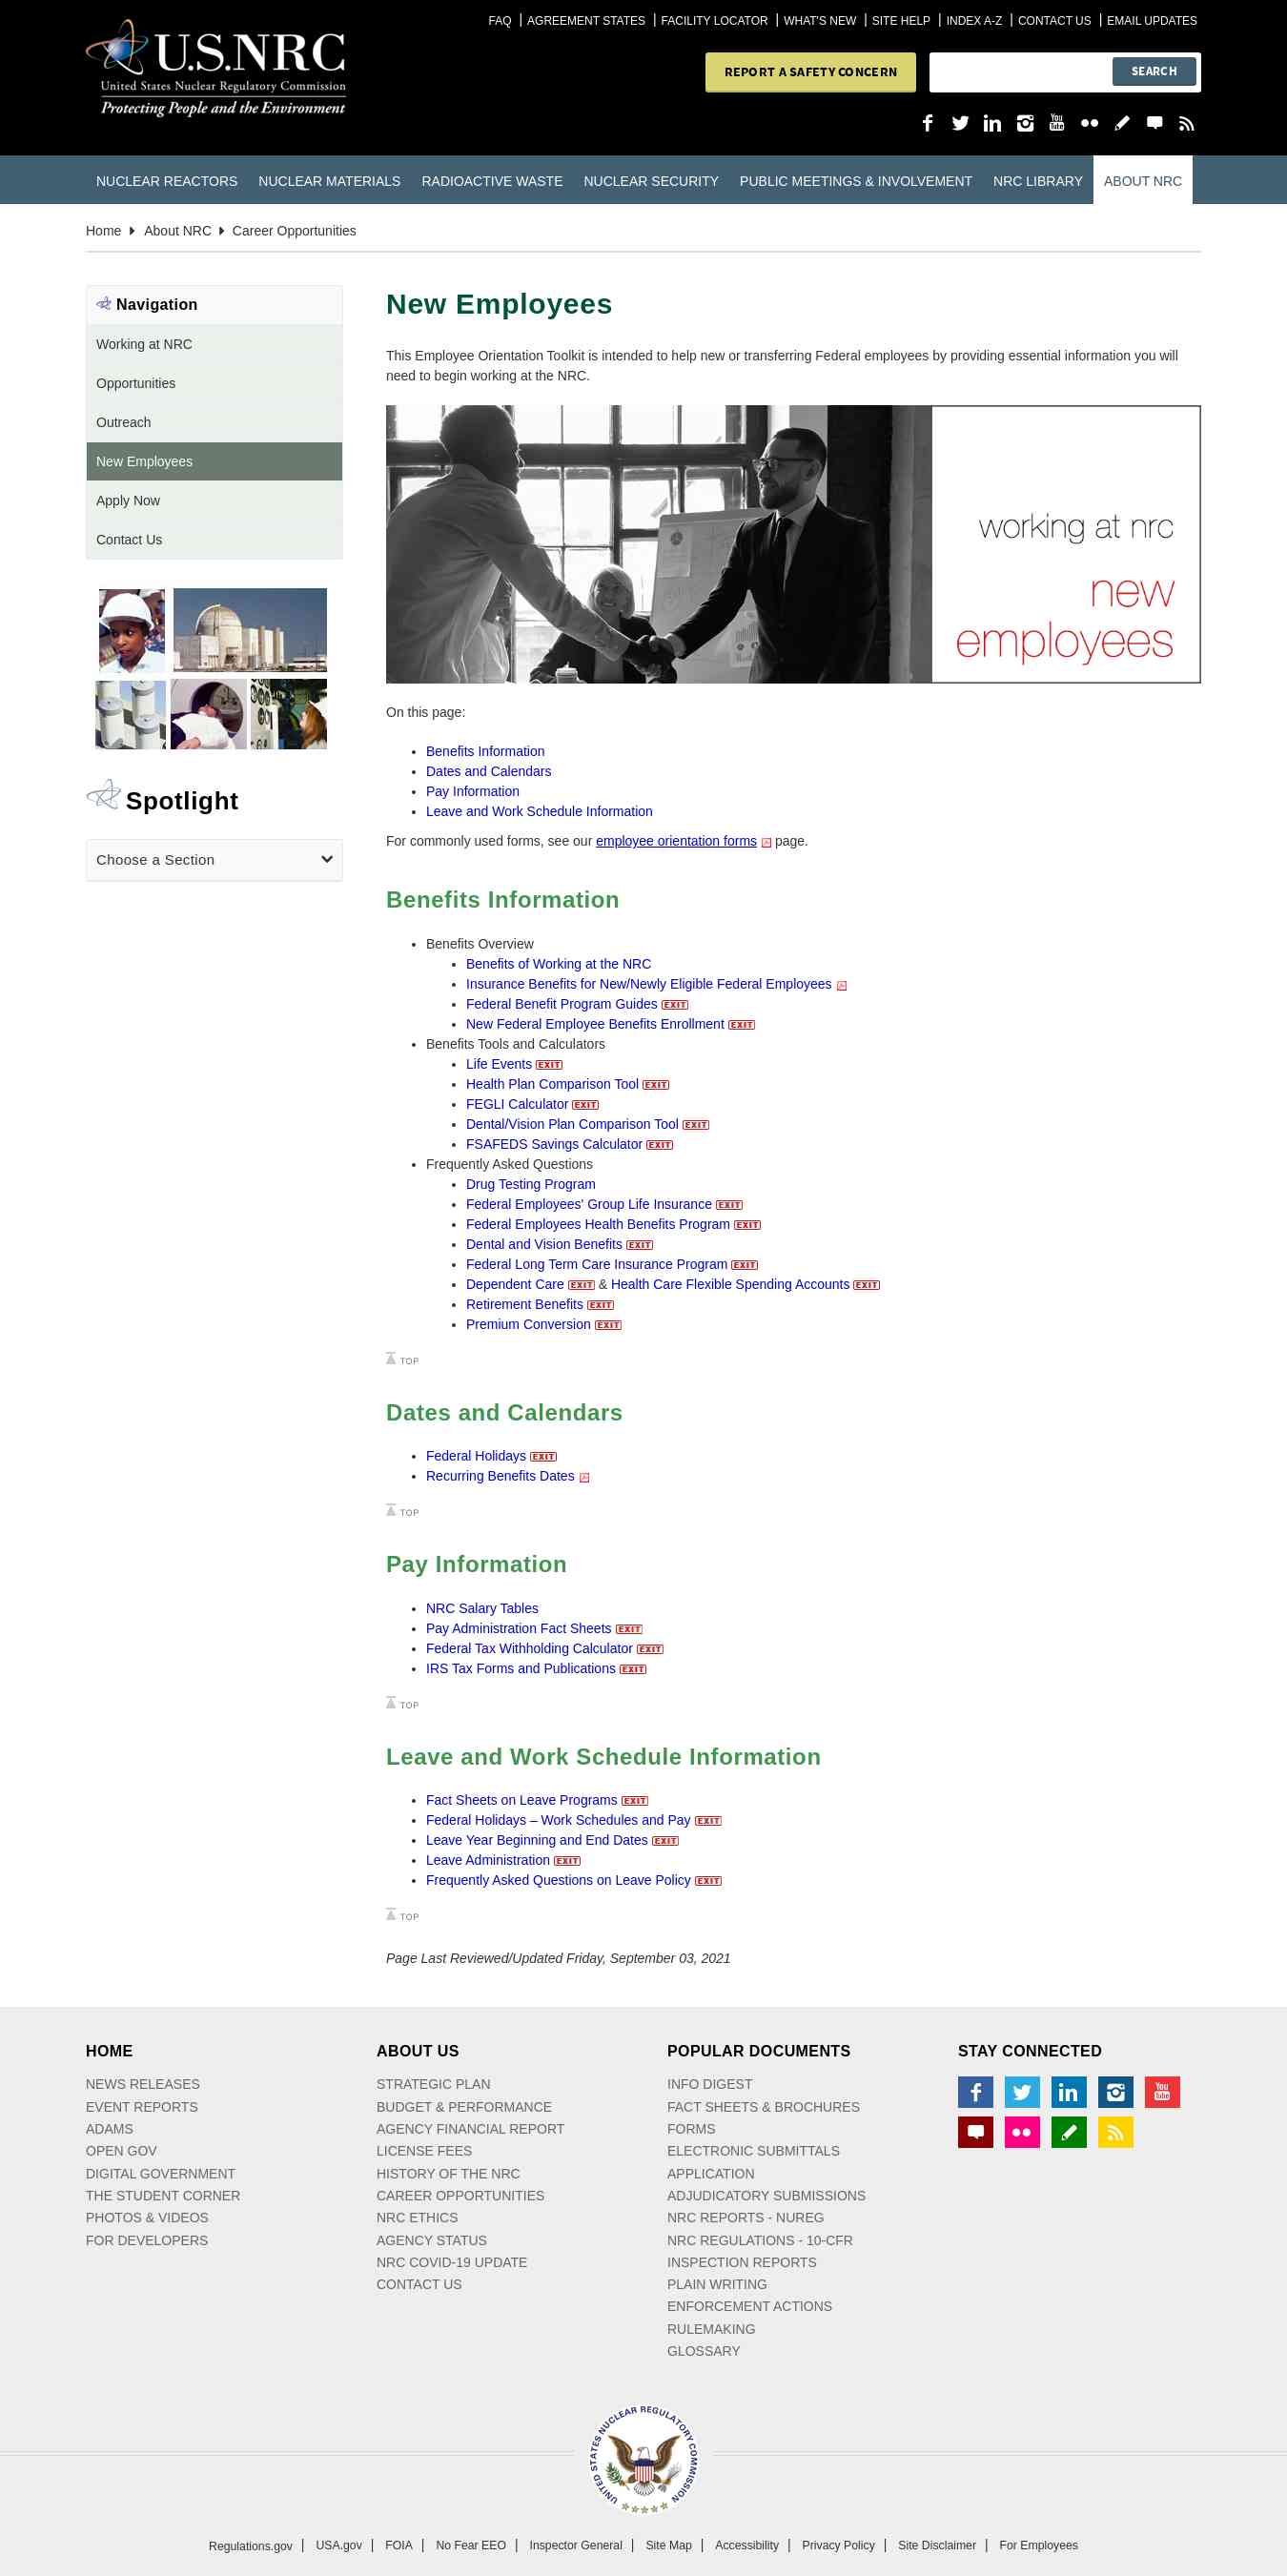 FAQ | AGREEMENT STATES | FACILITY LOCATOR | WHAT'S NEW | SITE HELP | INDEX A-Z | CONTACT US | EMAIL UPDATES
U.S.NRC
United States Nuclear Regulatory Commission
Protecting People and the Environment
REPORT A SAFETY CONCERN
SEARCH
NUCLEAR REACTORS NUCLEAR MATERIALS RADIOACTIVE WASTE NUCLEAR SECURITY PUBLIC MEETINGS & INVOLVEMENT NRC LIBRARY ABOUT NRC
Home About NRC Career Opportunities
Navigation
Working at NRC
Opportunities
Outreach
New Employees
Apply Now
Contact Us
Spotlight
Choose a Section
New Employees
This Employee Orientation Toolkit is intended to help new or transferring Federal employees by providing essential information you will
need to begin working at the NRC.
working at nrc
new
employees
On this page:
Benefits Information
Dates and Calendars
Pay Information
Leave and Work Schedule Information
For commonly used forms, see our employee orientation forms page.
Benefits Information
Benefits Overview
Benefits of Working at the NRC
Insurance Benefits for New/Newly Eligible Federal Employees
Federal Benefit Program Guides EXIT
New Federal Employee Benefits Enrollment EXIT
Benefits Tools and Calculators
Life Events EXIT
Health Plan Comparison Tool EXIT
FEGLI Calculator EXIT
Dental/Vision Plan Comparison Tool EXIT
FSAFEDS Savings Calculator EXIT
Frequently Asked Questions
Drug Testing Program
Federal Employees' Group Life Insurance EXIT
Federal Employees Health Benefits Program EXIT
Dental and Vision Benefits EXIT
Federal Long Term Care Insurance Program EXIT
Dependent Care EXIT & Health Care Flexible Spending Accounts EXIT
Retirement Benefits EXIT
Premium Conversion EXIT
TOP
Dates and Calendars
Federal Holidays EXIT
Recurring Benefits Dates
TOP
Pay Information
NRC Salary Tables
Pay Administration Fact Sheets EXIT
Federal Tax Withholding Calculator EXIT
IRS Tax Forms and Publications EXIT
TOP
Leave and Work Schedule Information
Fact Sheets on Leave Programs EXIT
Federal Holidays – Work Schedules and Pay EXIT
Leave Year Beginning and End Dates EXIT
Leave Administration EXIT
Frequently Asked Questions on Leave Policy EXIT
TOP
Page Last Reviewed/Updated Friday, September 03, 2021
HOME
NEWS RELEASES
EVENT REPORTS
ADAMS
OPEN GOV
DIGITAL GOVERNMENT
THE STUDENT CORNER
PHOTOS & VIDEOS
FOR DEVELOPERS
ABOUT US
STRATEGIC PLAN
BUDGET & PERFORMANCE
AGENCY FINANCIAL REPORT
LICENSE FEES
HISTORY OF THE NRC
CAREER OPPORTUNITIES
NRC ETHICS
AGENCY STATUS
NRC COVID-19 UPDATE
CONTACT US
POPULAR DOCUMENTS
INFO DIGEST
FACT SHEETS & BROCHURES
FORMS
ELECTRONIC SUBMITTALS
APPLICATION
ADJUDICATORY SUBMISSIONS
NRC REPORTS - NUREG
NRC REGULATIONS - 10-CFR
INSPECTION REPORTS
PLAIN WRITING
ENFORCEMENT ACTIONS
RULEMAKING
GLOSSARY
STAY CONNECTED
You Tube
UNITED STATES NUCLEAR REGULATORY COMMISSION
Regulations.gov | USA.gov | FOIA | No Fear EEO | Inspector General | Site Map | Accessibility | Privacy Policy | Site Disclaimer | For Employees